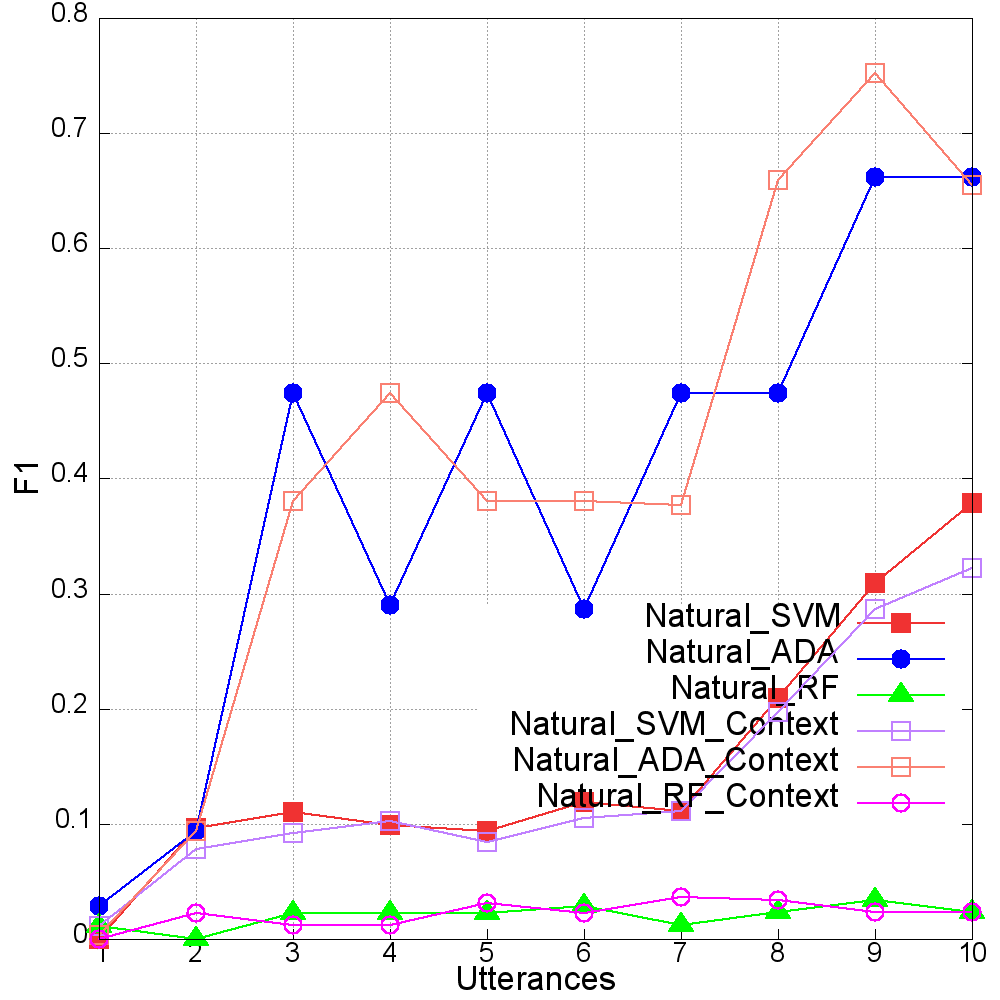 0.8
0.7
0.6
0.5
0.4
0.3
0.2
0.1
0
F1
Natural_SVM
Natural_ADA
Natural_RF
Natural_SVM_Context
Natural_ADA_Context
Natural_RF_Context
1 2 3 4 5 6 7 8 9 10
Utterances